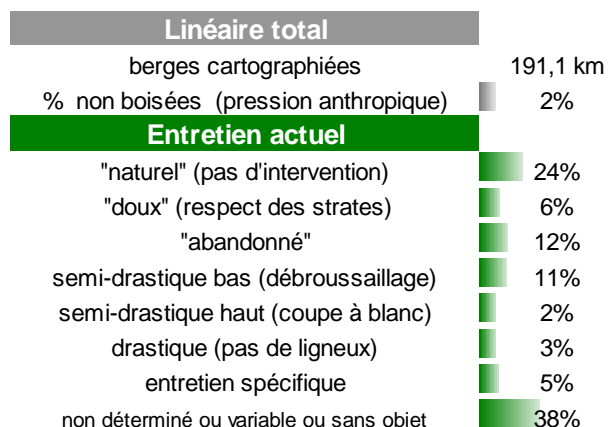 Linéaire total
berges cartographiées 191,1 km
% non boisées (pression anthropique) 2%
Entretien actuel
"naturel" (pas d'intervention) 24%
"doux" (respect des strates) 6%
"abandonné" 12%
semi-drastique bas (débroussaillage) 11%
semi-drastique haut (coupe à blanc) 2%
drastique (pas de ligneux) 3%
entretien spécifique 5%
non déterminé ou variable ou sans objet 38%